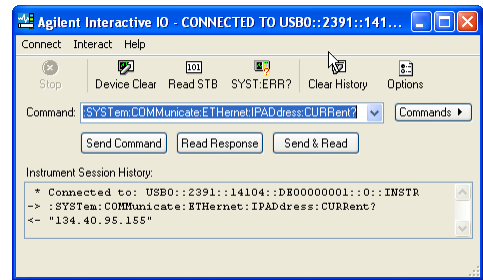 Agilent Interactive IO - CONNECTED TO USB0::2391::141...
Connect Interact Help
101
Stop Device Clear Read STB SYST:ERR? Clear History Options
Command: :SYSTem:COMMunicate:ETHernet:IPADdress:CURRent? Commands
Send Command Read Response Send & Read
Instrument Session History:
* Connected to: USB0::2391::14104::DE00000001::0::INSTR
-> :SYSTem:COMMunicate:ETHernet:IPADdress:CURRent?
<- "134.40.95.155"